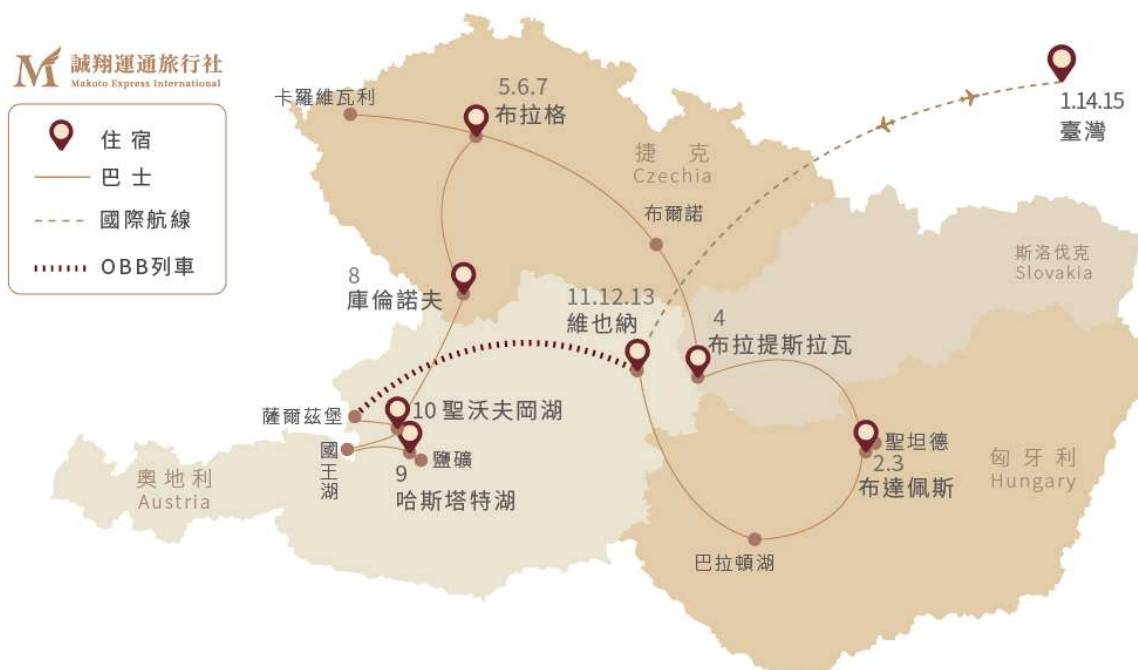 誠翔運通旅行社
Makoto Express International
住宿
巴士
國際航線
OBB列車
卡羅維瓦利
5.6.7
布拉格
1.14.15
臺灣
捷克
Czechia
布爾諾
斯洛伐克
Slovakia
8
庫倫諾夫
11.12.13
維也納
4
布拉提斯拉瓦
薩爾茲堡
10 聖沃夫岡湖
國王湖
鹽礦
9
哈斯塔特湖
奧地利
Austria
聖坦德
2.3
布達佩斯
匈牙利
Hungary
巴拉頓湖